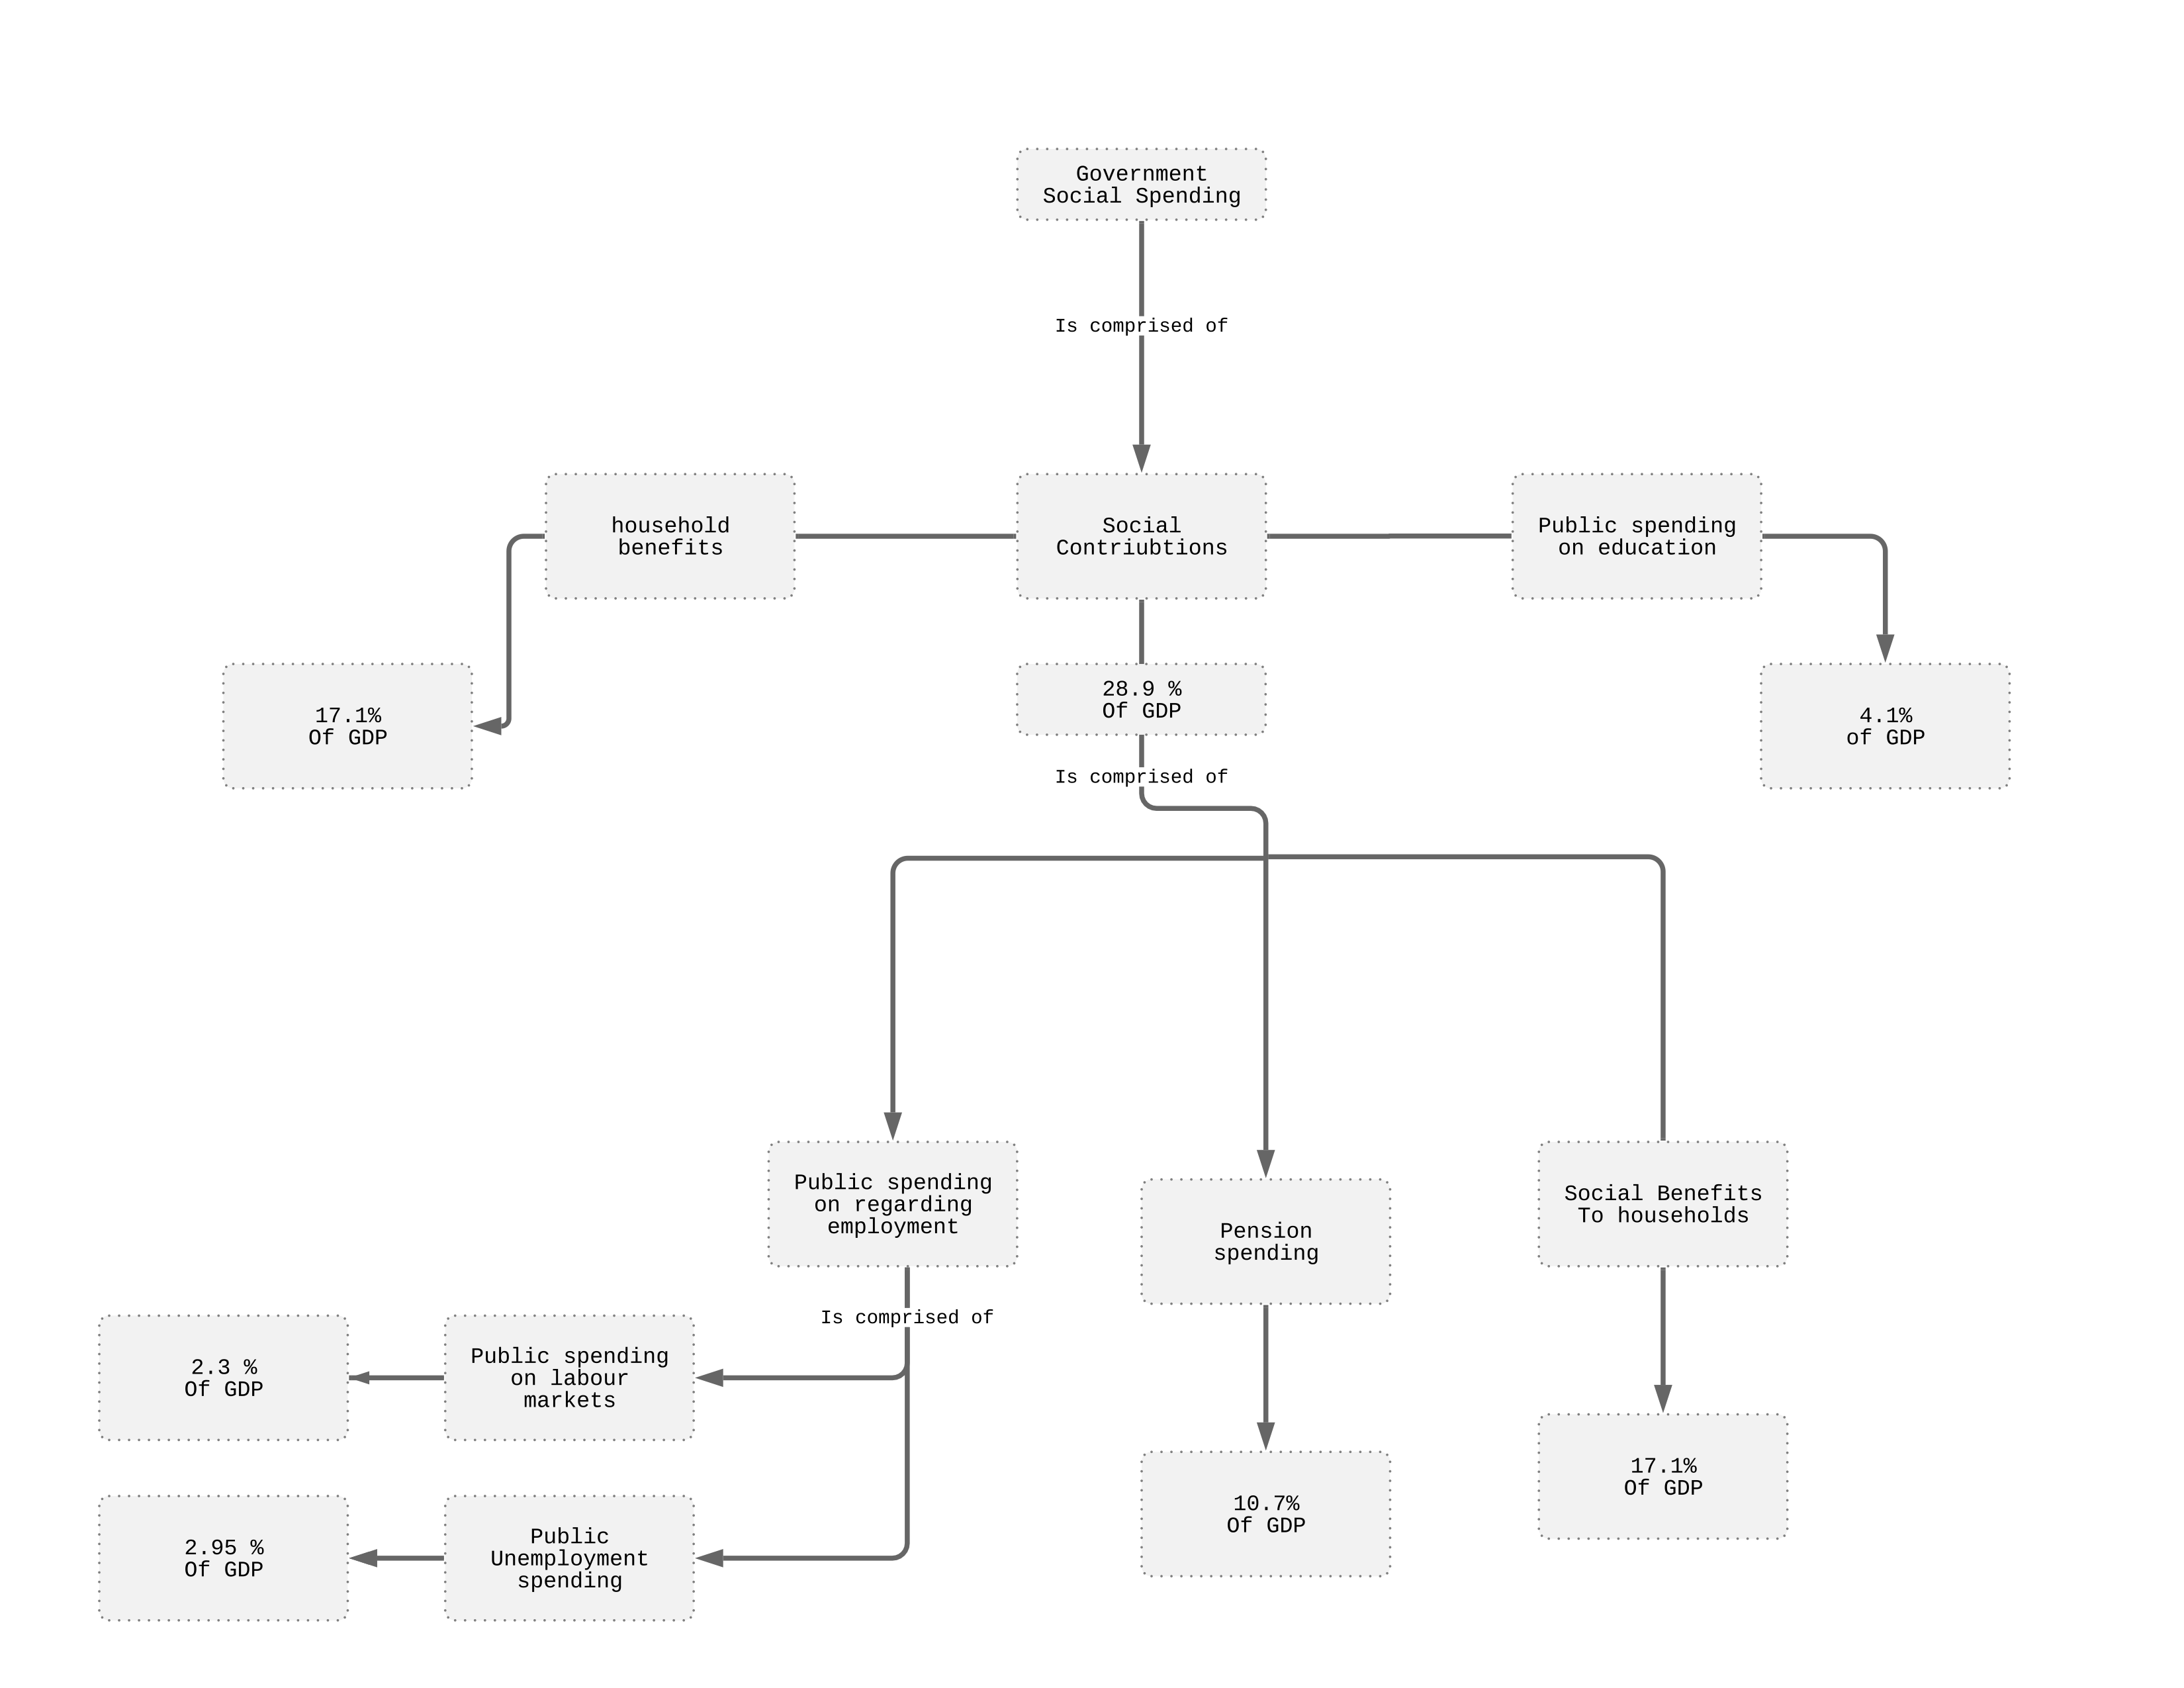 Government
Social Spending
Is comprised of
household
benefits
Social
Contriubtions
Public spending
on education
17.1%
Of GDP
28.9 %
Of GDP
4.1%
of GDP
Is comprised of
Public spending
on regarding
employment
Pension
spending
Social Benefits
To households
Is comprised of
2.3 %
Of GDP
Public spending
on labour
markets
10.7%
Of GDP
17.1%
Of GDP
2.95 %
Of GDP
Public
Unemployment
spending